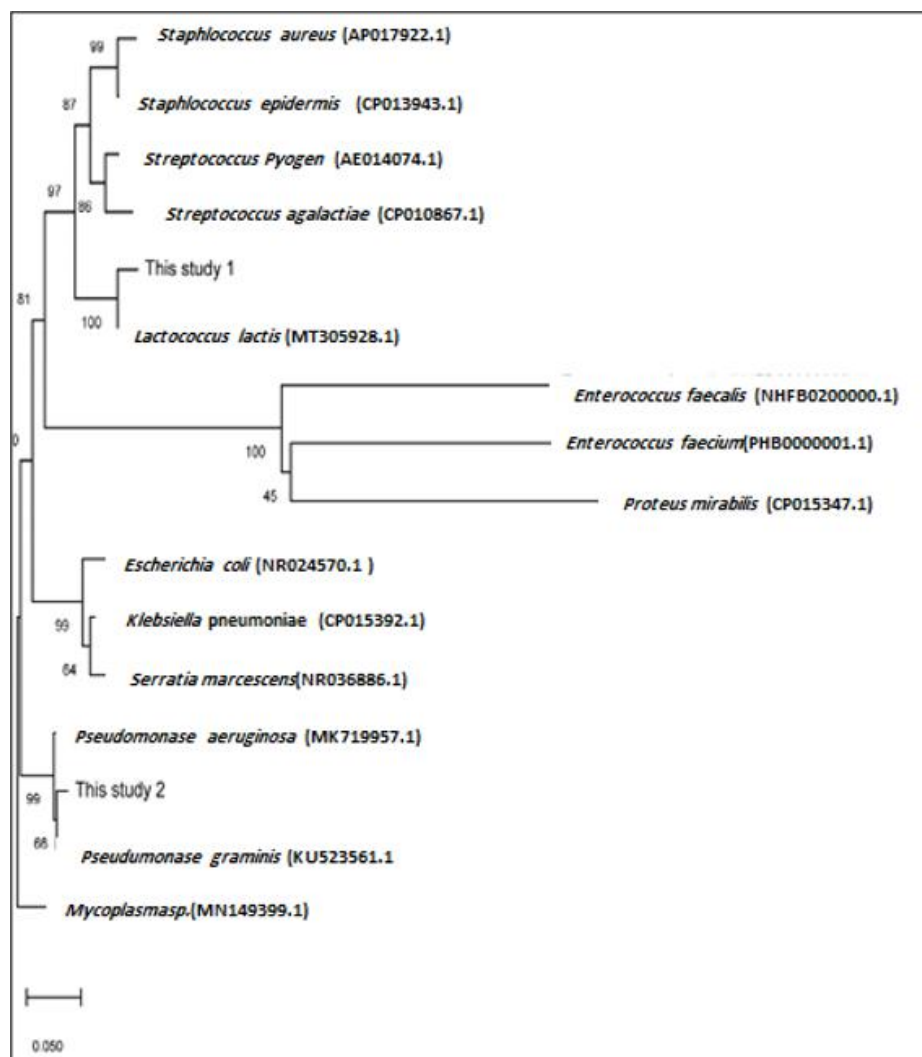 Staphlococcus aureus (AP017922.1)
99
Staphlococcus epidermis (CP013943.1)
87
Streptococcus Pyogen (AE014074.1)
97
86
Streptococcus agalactiae (CP010867.1)
This study 1
81
100
Lactococcus lactis (MT305928.1)
Enterococcus faecalis (NHFB0200000.1)
0
100
Enterococcus faecium(PHB0000001.1)
45
Proteus mirabilis (CP015347.1)
Escherichia coli (NR024570.1 )
99
Klebsiella pneumoniae (CP015392.1)
64
Serratia marcescens(NR036886.1)
Pseudomonase aeruginosa (MK719957.1)
99
This study 2
66
Pseudumonase graminis (KU523561.1
Mycoplasmasp.(MN149399.1)
0.050